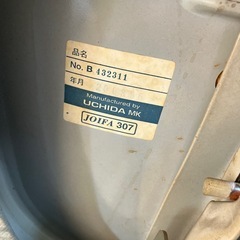 品名
No. B 432311
年月
Manufactured by
UCHIDA MK
JOIFA 307